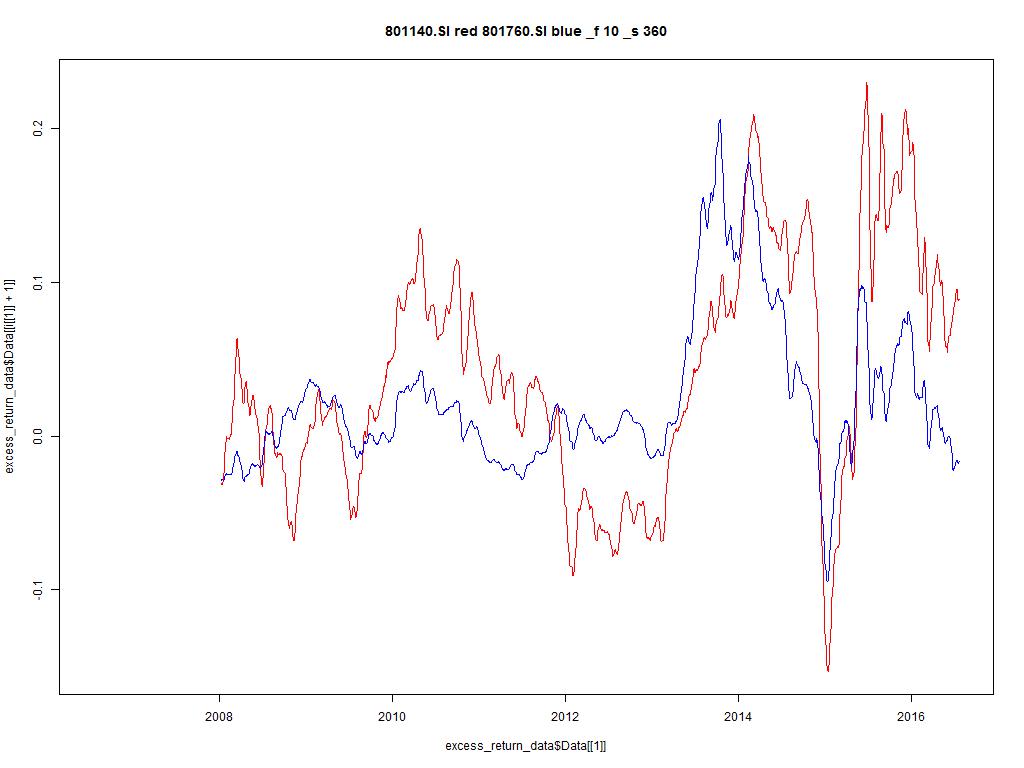 801140.SI red 801760.SI blue _f 10 _s 360
excess_return_data$Data[[i[1]] + 1]]
0.2
0.1
0.0
-0.1
2008 2010 2012 2014 2016
excess_return_data$Data[[1]]